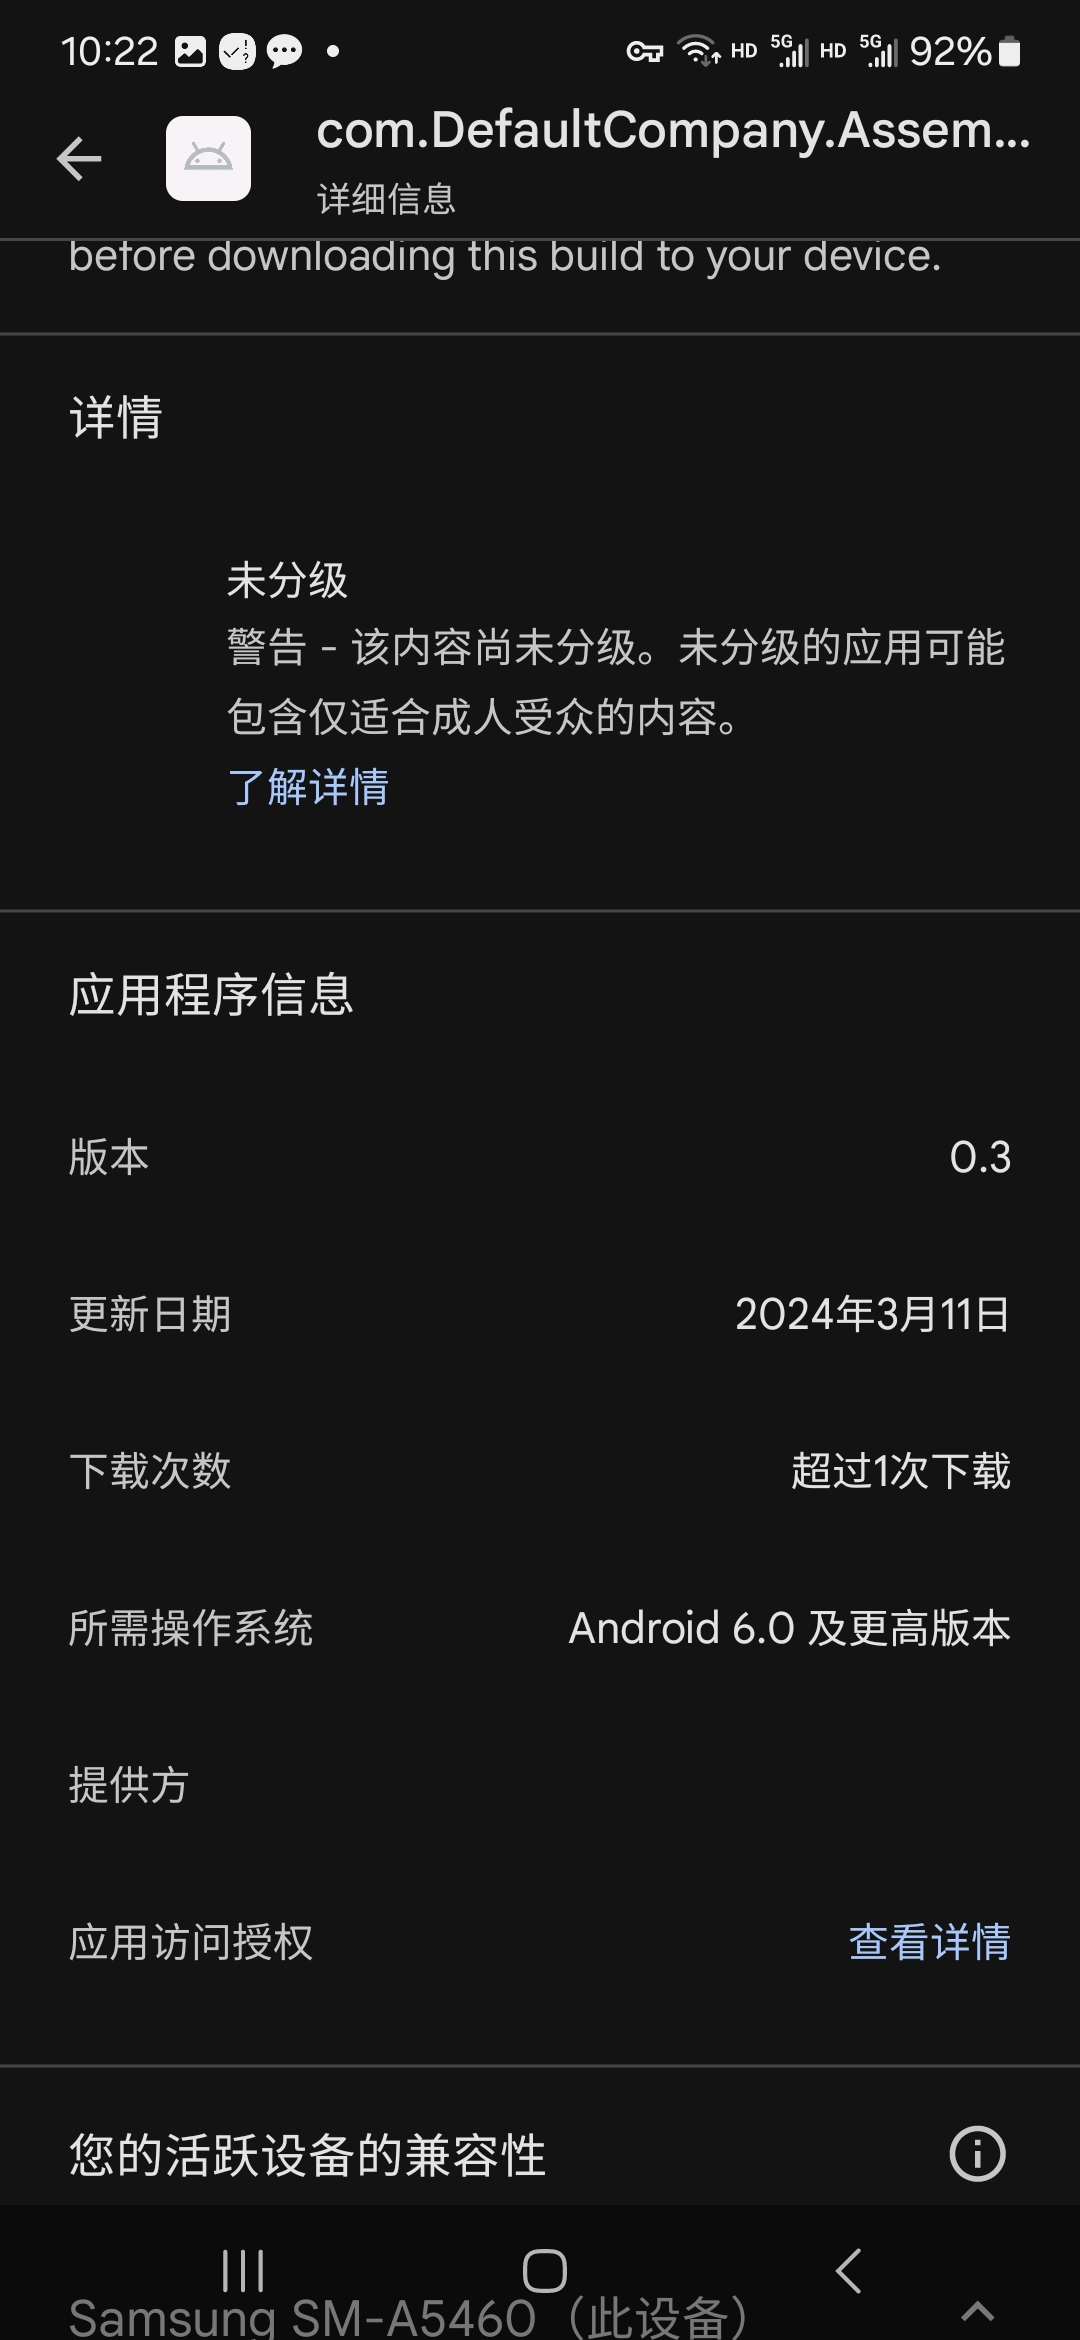 10:22
HD 5G HD 5G 92%
com.DefaultCompany.Assem...
详细信息
before downloading this build to your device.
详情
未分级
警告 - 该内容尚未分级。未分级的应用可能
包含仅适合成人受众的内容。
了解详情
应用程序信息
版本 0.3
更新日期 2024年3月11日
下载次数 超过1次下载
所需操作系统 Android 6.0 及更高版本
提供方
应用访问授权 查看详情
您的活跃设备的兼容性
Samsung SM-A5460（此设备）